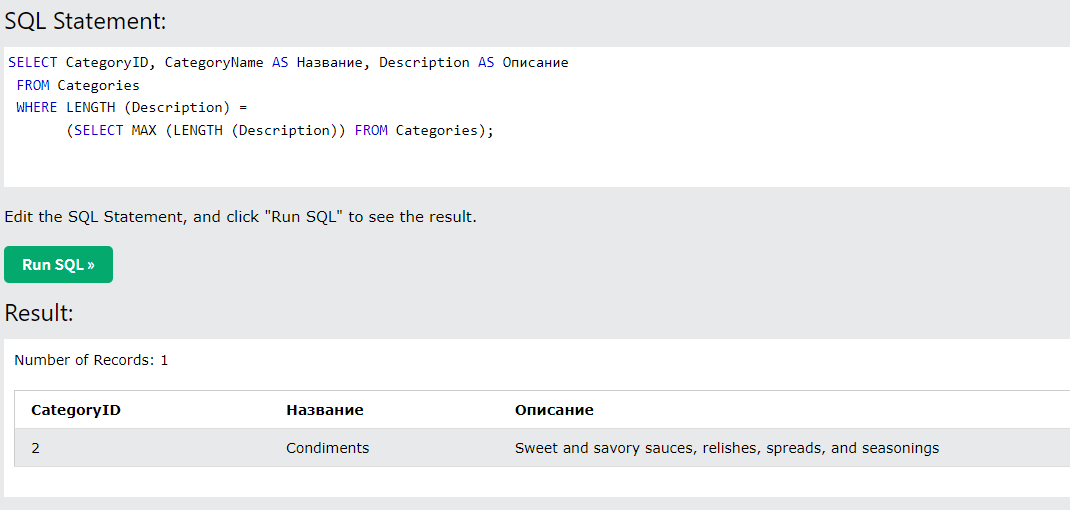 SQL Statement:
SELECT CategoryID, CategoryName AS Название, Description AS Описание
FROM Categories
WHERE LENGTH (Description) =
(SELECT MAX (LENGTH (Description)) FROM Categories);
Edit the SQL Statement, and click "Run SQL" to see the result.
Run SQL »
Result:
Number of Records: 1
CategoryID Название Описание
2 Condiments Sweet and savory sauces, relishes, spreads, and seasonings